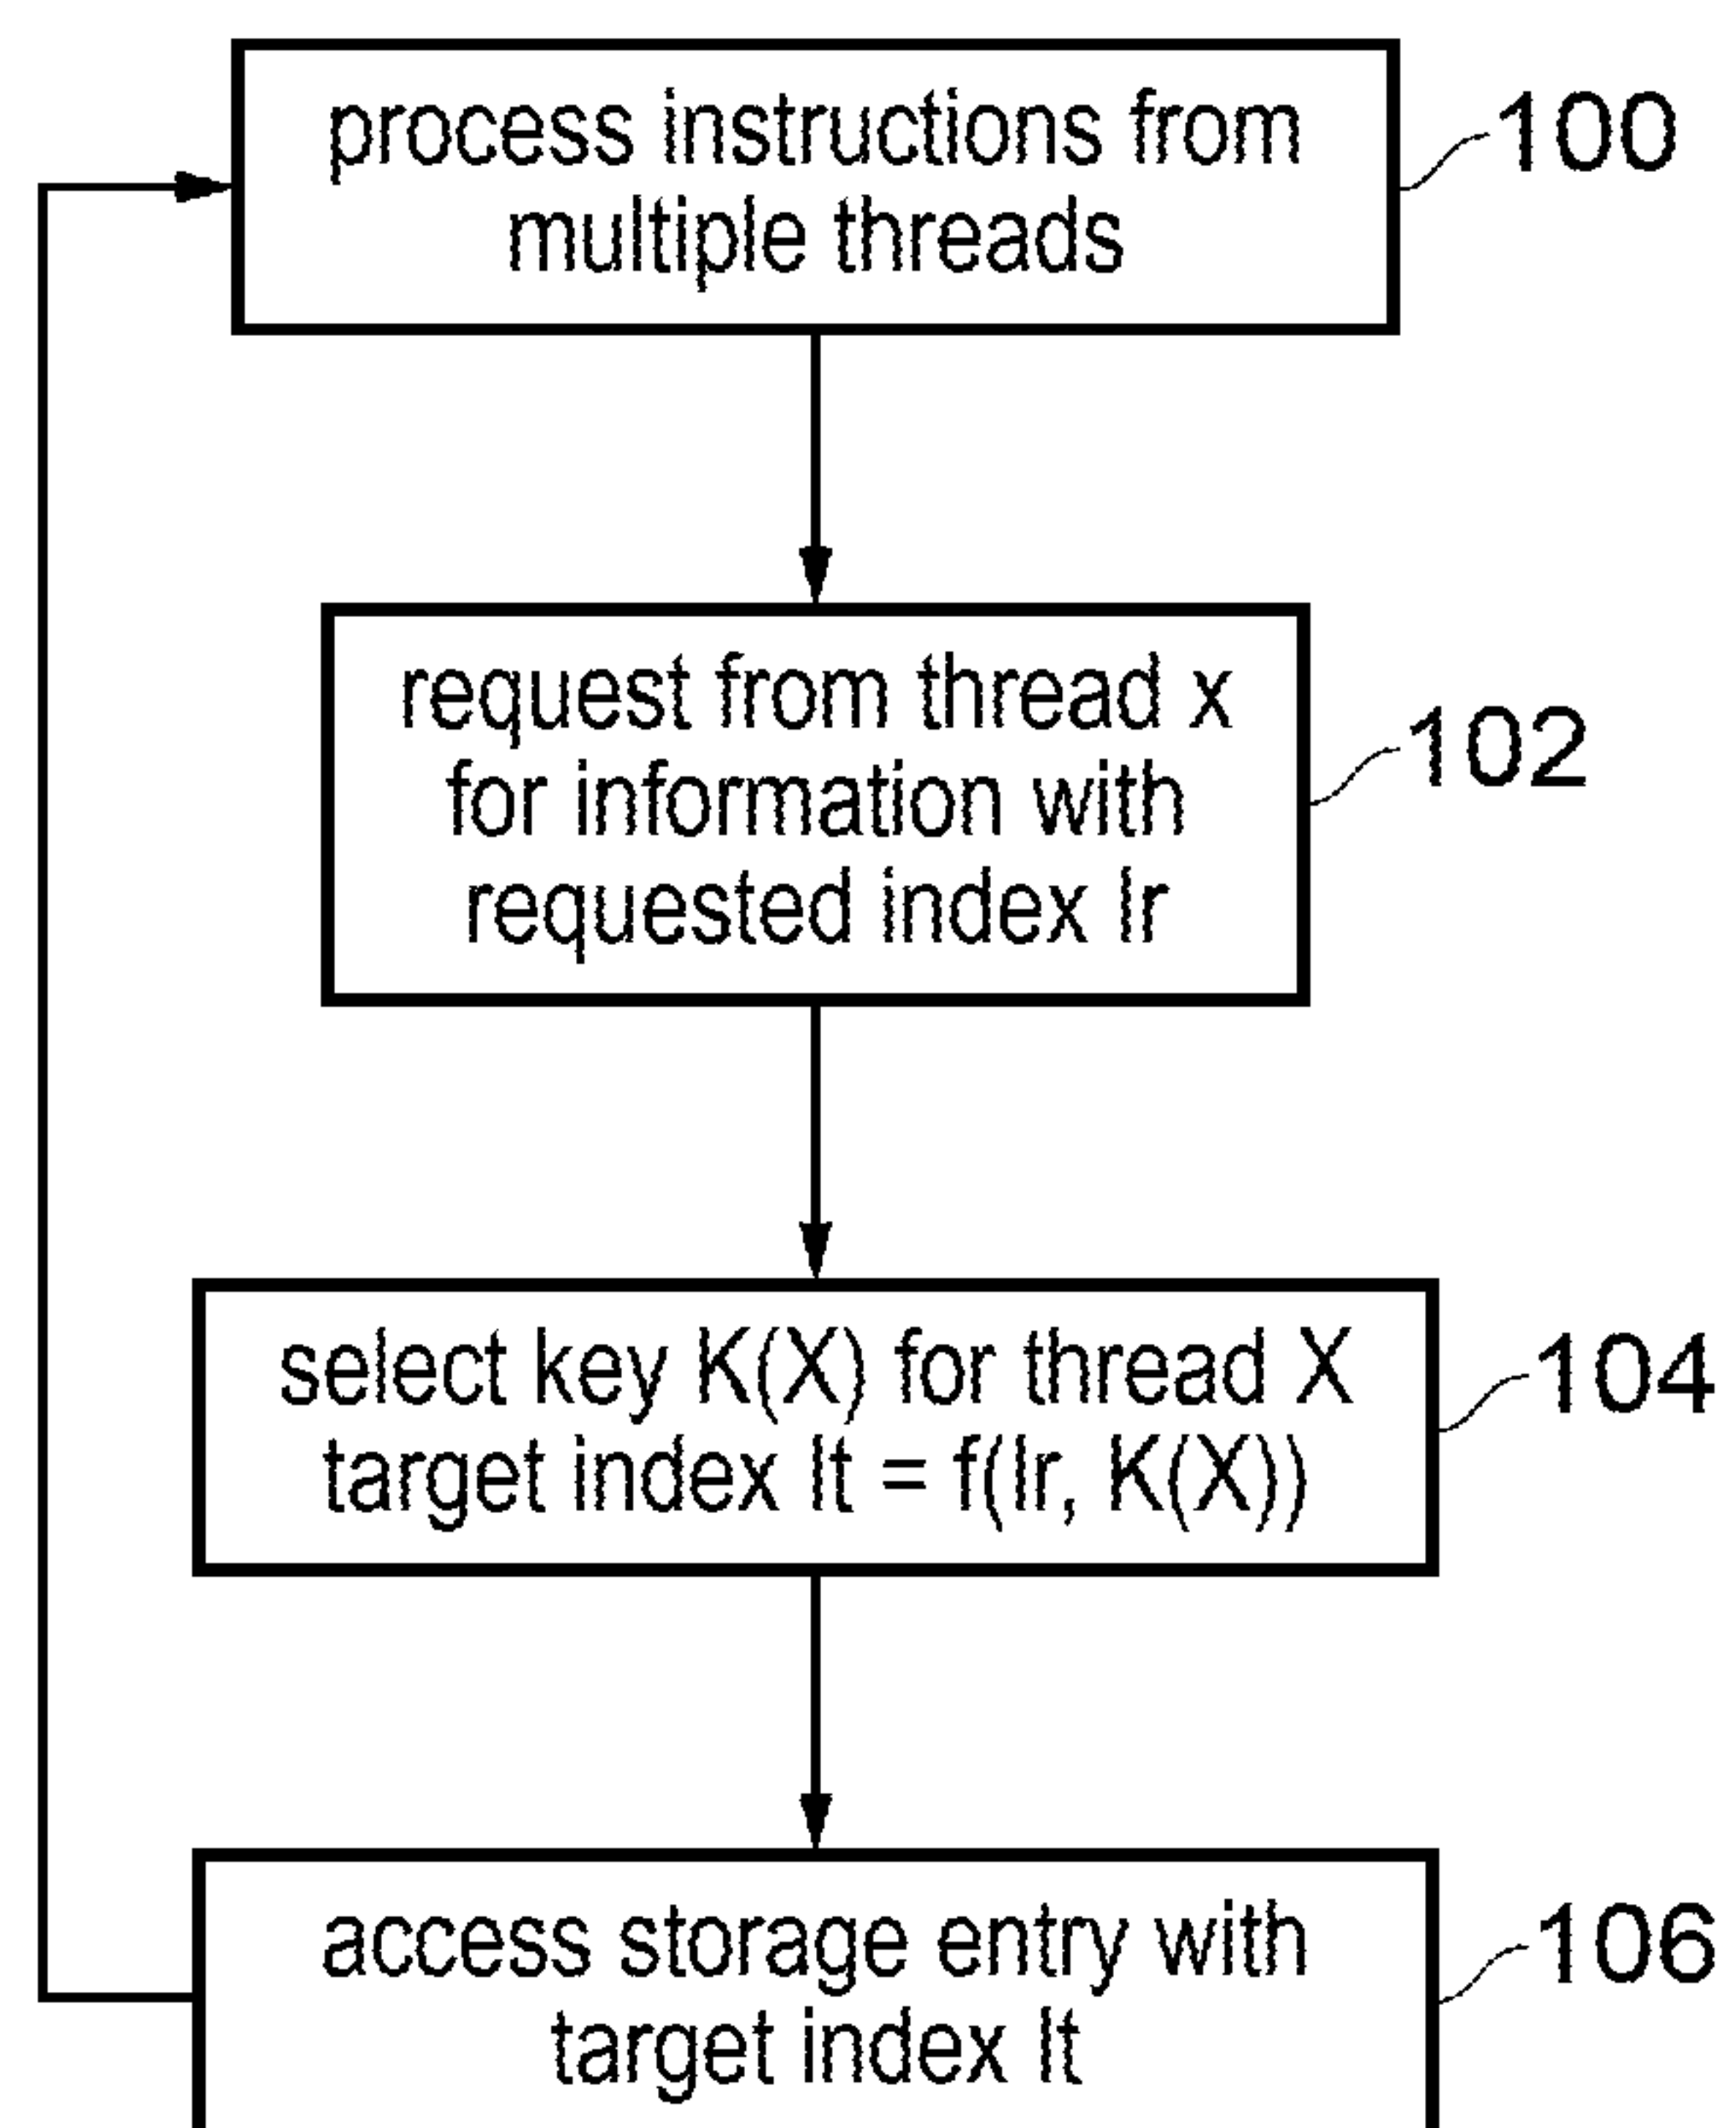 process instructions from
multiple threads
100
request from thread x
for information with
requested index Ir
102
select key K(X) for thread X
target index It = f(Ir, K(X))
104
access storage entry with
target index It
106